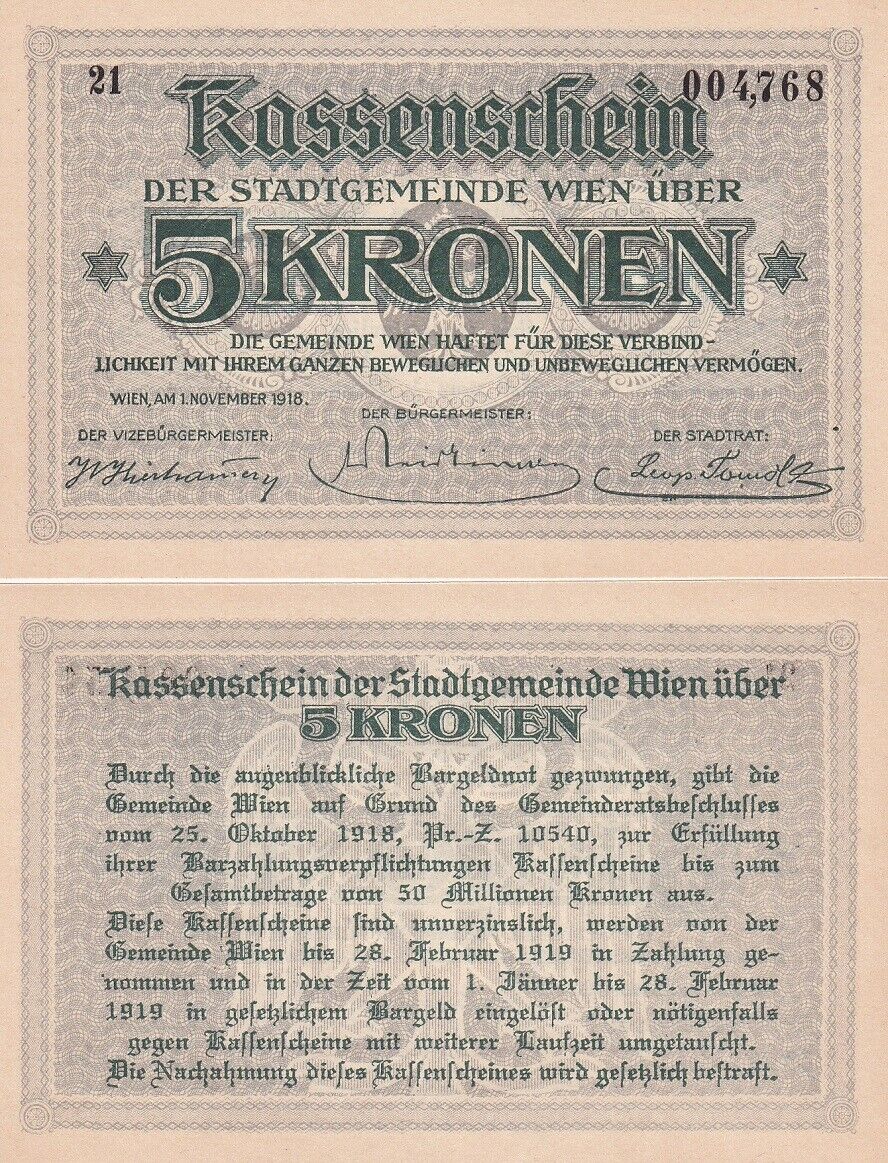 21
004,768
Kassenschein
DER STADTGEMEINDE WIEN ÜBER
5 KRONEN
DIE GEMEINDE WIEN HAFTET FÜR DIESE VERBIND-
LICHKEIT MIT IHREM GANZEN BEWEGLICHEN UND UNBEWEGLICHEN VERMÖGEN.
WIEN, AM 1. NOVEMBER 1918.
DER BÜRGERMEISTER:
DER VIZEBÜRGERMEISTER:
DER STADTRAT:
Kassenschein der Stadtgemeinde Wien über
5 KRONEN
Durch die augenblickliche Bargeldnot gezwungen, gibt die
Gemeinde Wien auf Grund des Gemeinderatsbeſchluſſes
vom 25. Oktober 1918, Pr.-Z. 10540, zur Erfüllung
ihrer Barzahlungsverpflichtungen Kaſſenſcheine bis zum
Geſamtbetrage von 50 Millionen Kronen aus.
Dieſe Kaſſenſcheine ſind unverzinslich, werden von der
Gemeinde Wien bis 28. Februar 1919 in Zahlung ge-
nommen und in der Zeit vom 1. Jänner bis 28. Februar
1919 in geſetzlichem Bargeld eingelöſt oder nötigenfalls
gegen Kaſſenſcheine mit weiterer Laufzeit umgetauſcht.
Die Nachahmung dieſes Kaſſenſcheines wird geſetzlich beſtraft.